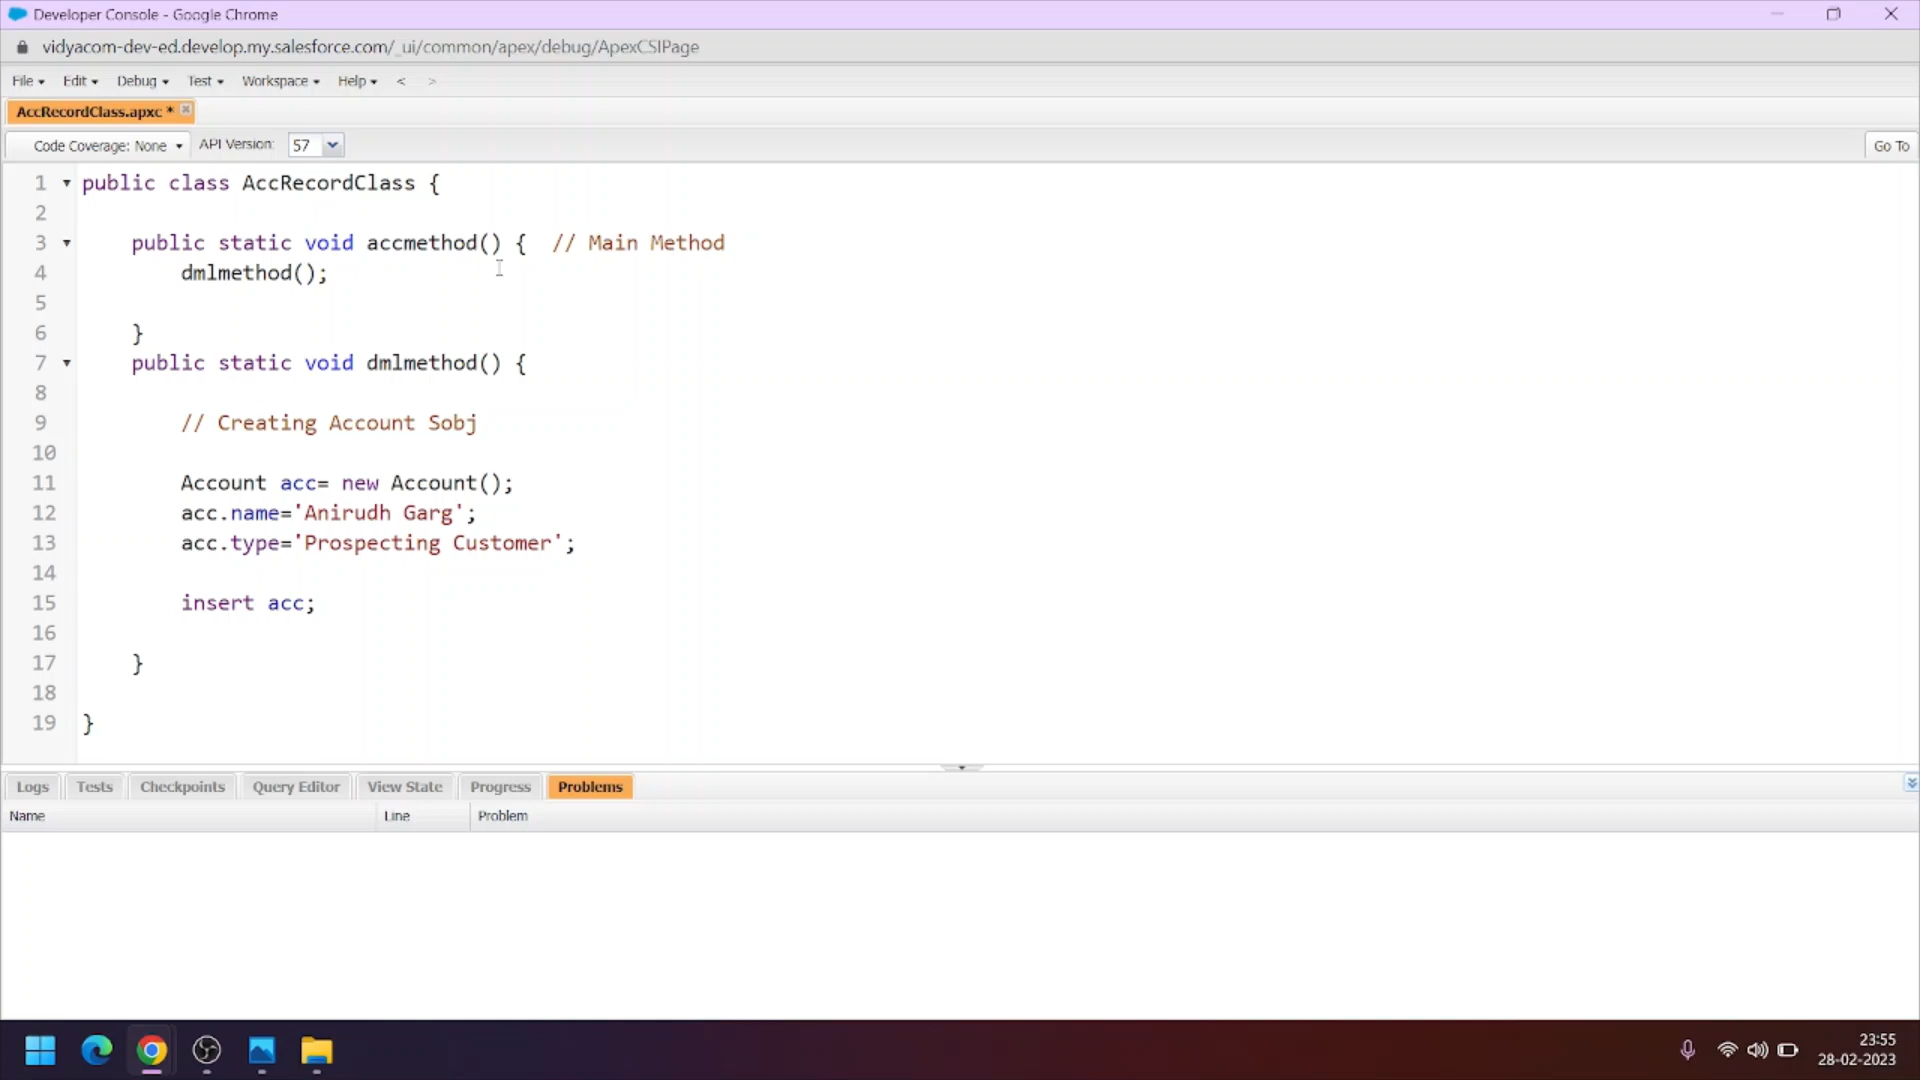 Developer Console - Google Chrome
vidyacom-dev-ed.develop.my.salesforce.com/_ui/common/apex/debug/ApexCSIPage
File Edit Debug Test Workspace Help < >
AccRecordClass.apxc *
Code Coverage: None API Version: 57 Go To
1 public class AccRecordClass {
2
3 public static void accmethod() { // Main Method
4 dmlmethod();
5
6 }
7 public static void dmlmethod() {
8
9 // Creating Account Sobj
10
11 Account acc= new Account();
12 acc.name='Anirudh Garg';
13 acc.type='Prospecting Customer';
14
15 insert acc;
16
17 }
18
19 }
Logs Tests Checkpoints Query Editor View State Progress Problems
Name Line Problem
23:55
28-02-2023